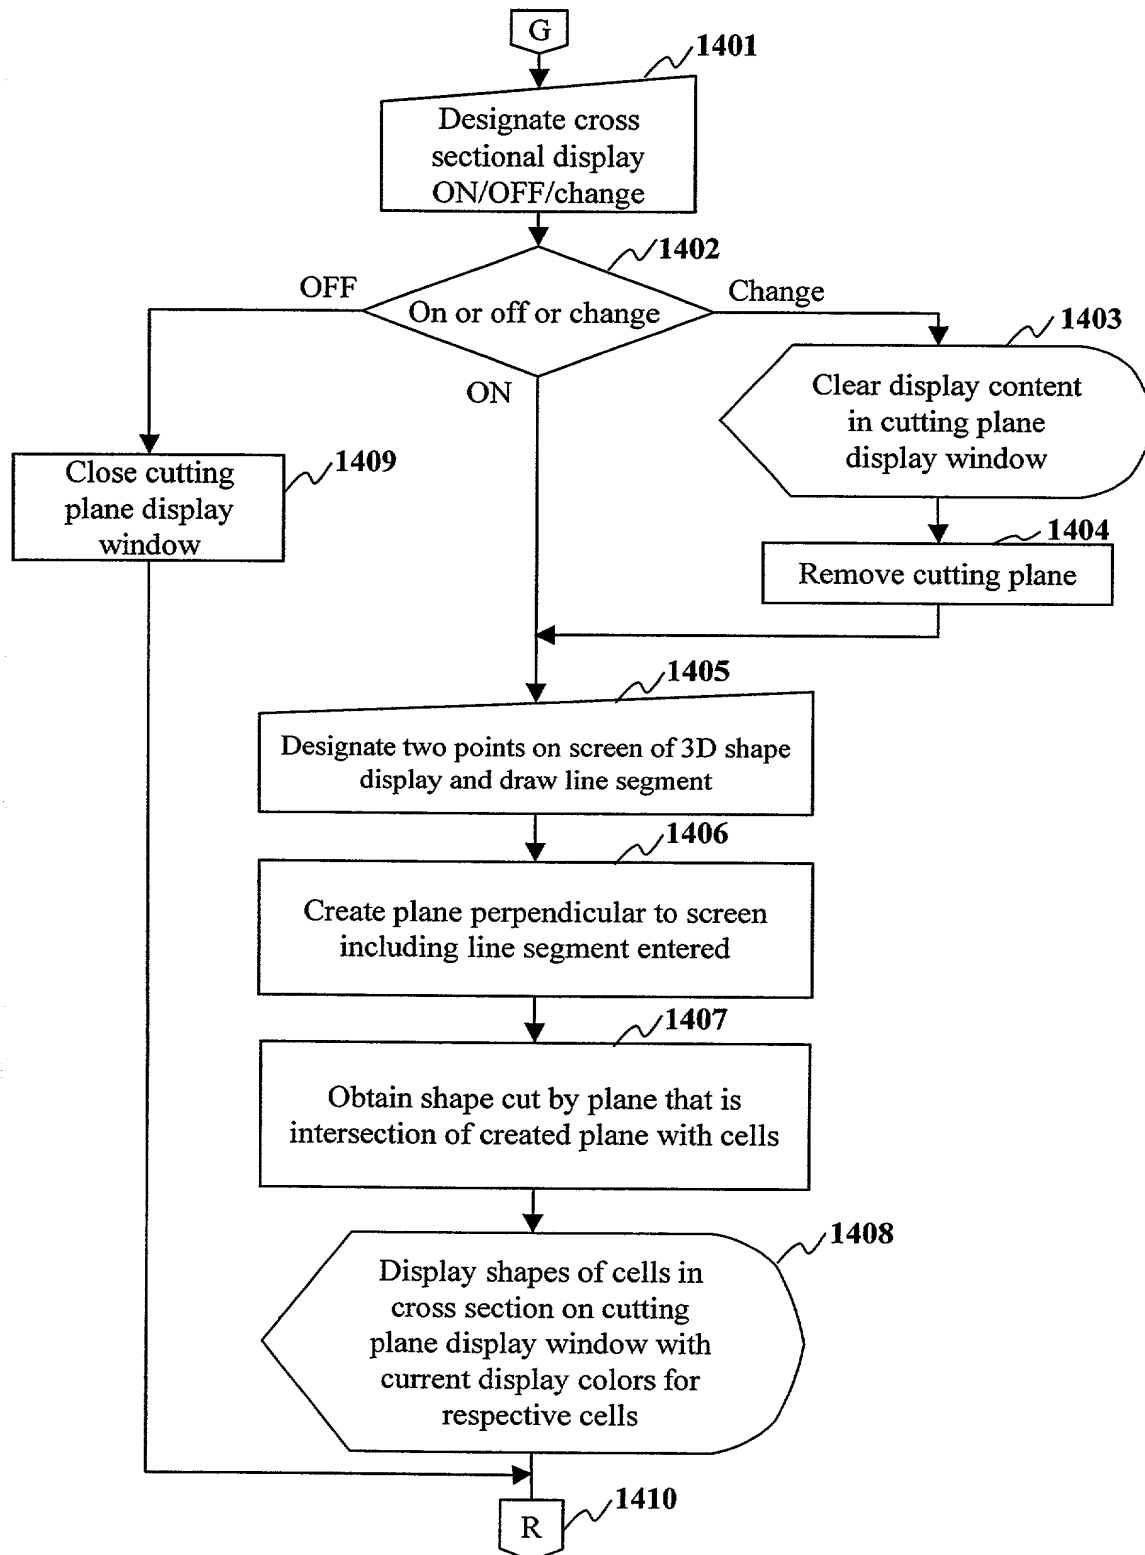 G
1401
Designate cross
sectional display
ON/OFF/change
1402
OFF
On or off or change
Change
ON
1403
Clear display content
in cutting plane
display window
1409
Close cutting
plane display
window
1404
Remove cutting plane
1405
Designate two points on screen of 3D shape
display and draw line segment
1406
Create plane perpendicular to screen
including line segment entered
1407
Obtain shape cut by plane that is
intersection of created plane with cells
1408
Display shapes of cells in
cross section on cutting
plane display window with
current display colors for
respective cells
1410
R